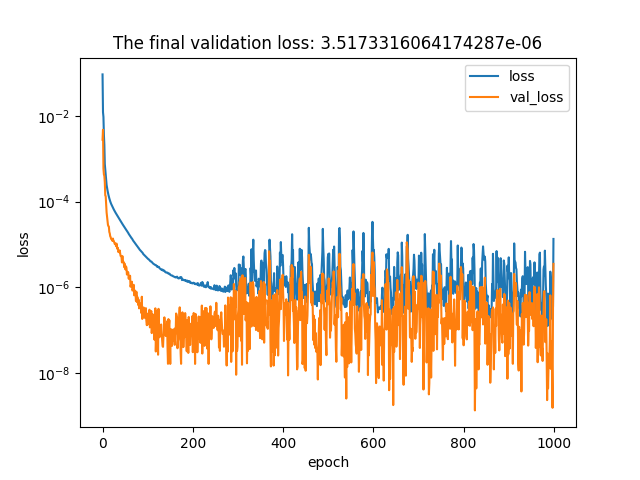 The final validation loss: 3.5173316064174287e-06
loss
val_loss
10⁻²
10⁻⁴
10⁻⁶
10⁻⁸
loss
0 200 400 600 800 1000
epoch